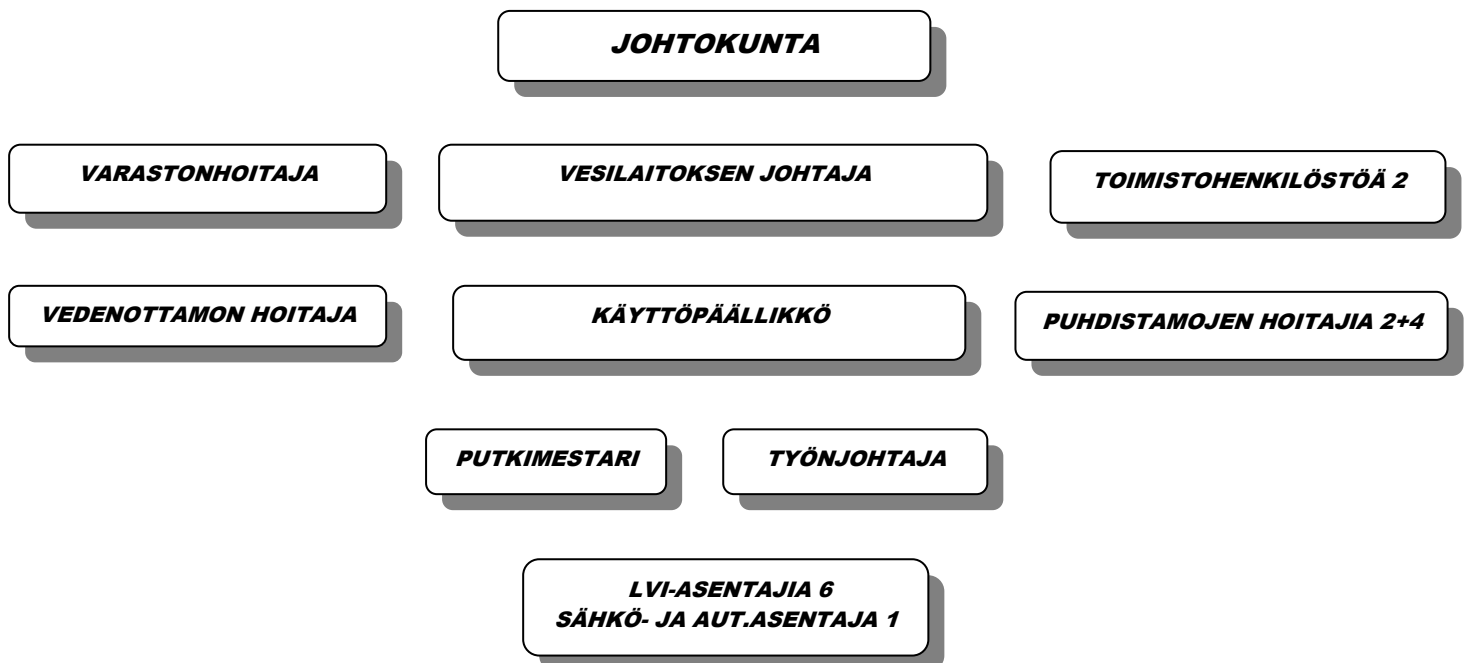 JOHTOKUNTA
VARASTONHOITAJA
VESILAITOKSEN JOHTAJA
TOIMISTOHENKILÖSTÖÄ 2
VEDENOTTAMON HOITAJA
KÄYTTÖPÄÄLLIKKÖ
PUHDISTAMOJEN HOITAJIA 2+4
PUTKIMESTARI
TYÖNJOHTAJA
LVI-ASENTAJIA 6
SÄHKÖ- JA AUT.ASENTAJA 1